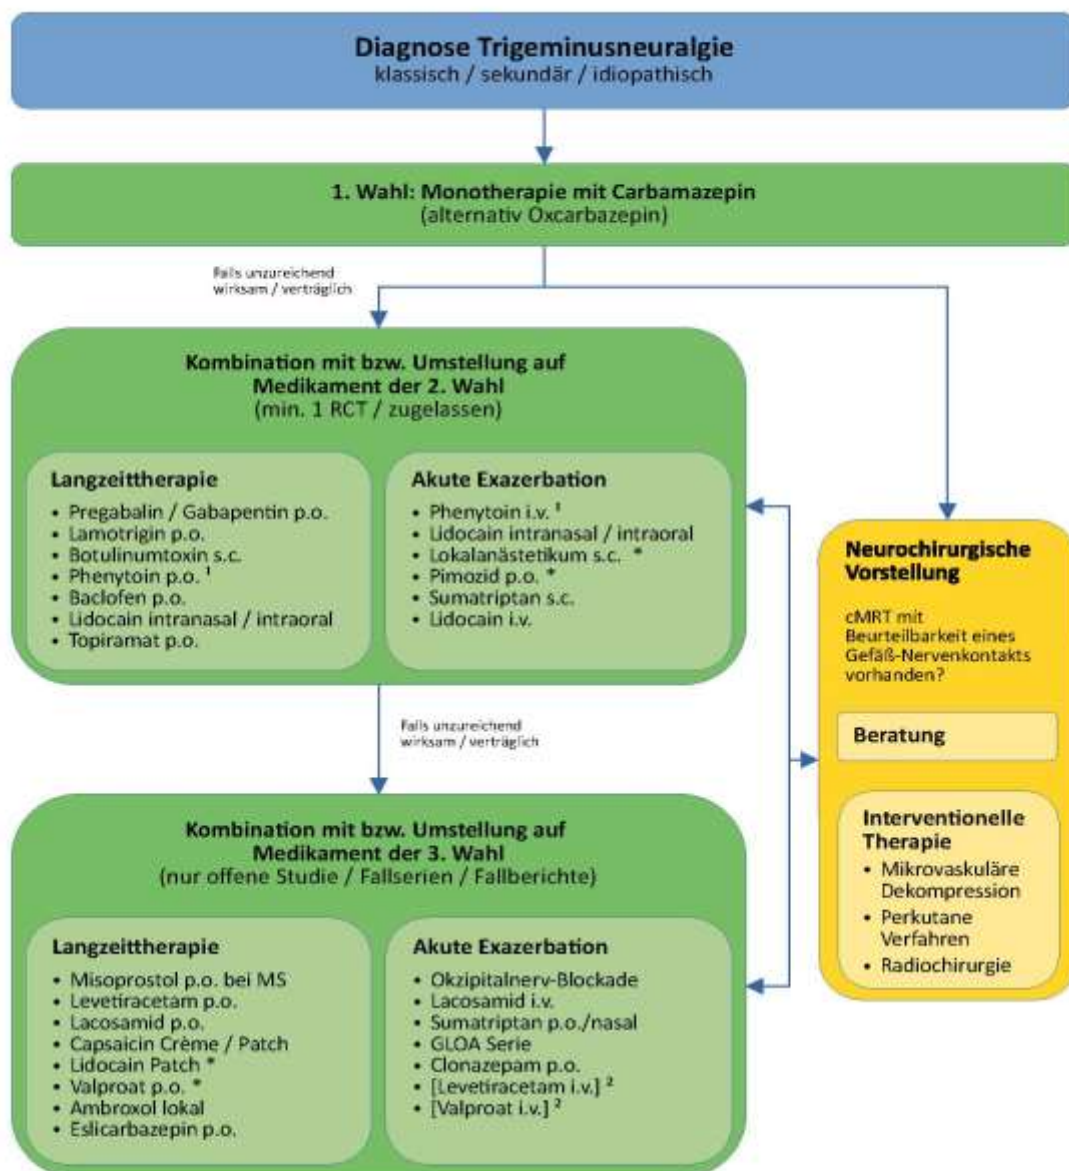 Diagnose Trigeminusneuralgie
klassisch / sekundär / idiopathisch
1. Wahl: Monotherapie mit Carbamazepin
(alternativ Oxcarbazepin)
Falls unzureichend
wirksam / verträglich
Kombination mit bzw. Umstellung auf
Medikament der 2. Wahl
(min. 1 RCT / zugelassen)
Langzeittherapie
• Pregabalin / Gabapentin p.o.
• Lamotrigin p.o.
• Botulinumtoxin s.c.
• Phenytoin p.o. ¹
• Baclofen p.o.
• Lidocain intranasal / intraoral
• Topiramat p.o.
Akute Exazerbation
• Phenytoin i.v. ¹
• Lidocain intranasal / intraoral
• Lokalanästetikum s.c. *
• Pimozid p.o. *
• Sumatriptan s.c.
• Lidocain i.v.
Falls unzureichend
wirksam / verträglich
Kombination mit bzw. Umstellung auf
Medikament der 3. Wahl
(nur offene Studie / Fallserien / Fallberichte)
Langzeittherapie
• Misoprostol p.o. bei MS
• Levetiracetam p.o.
• Lacosamid p.o.
• Capsaicin Crème / Patch
• Lidocain Patch *
• Valproat p.o. *
• Ambroxol lokal
• Eslicarbazepin p.o.
Akute Exazerbation
• Okzipitalnerv-Blockade
• Lacosamid i.v.
• Sumatriptan p.o./nasal
• GLOA Serie
• Clonazepam p.o.
• [Levetiracetam i.v.] ²
• [Valproat i.v.] ²
Neurochirurgische
Vorstellung
cMRT mit
Beurteilbarkeit eines
Gefäß-Nervenkontakts
vorhanden?
Beratung
Interventionelle
Therapie
• Mikrovaskuläre
Dekompression
• Perkutane
Verfahren
• Radiochirurgie